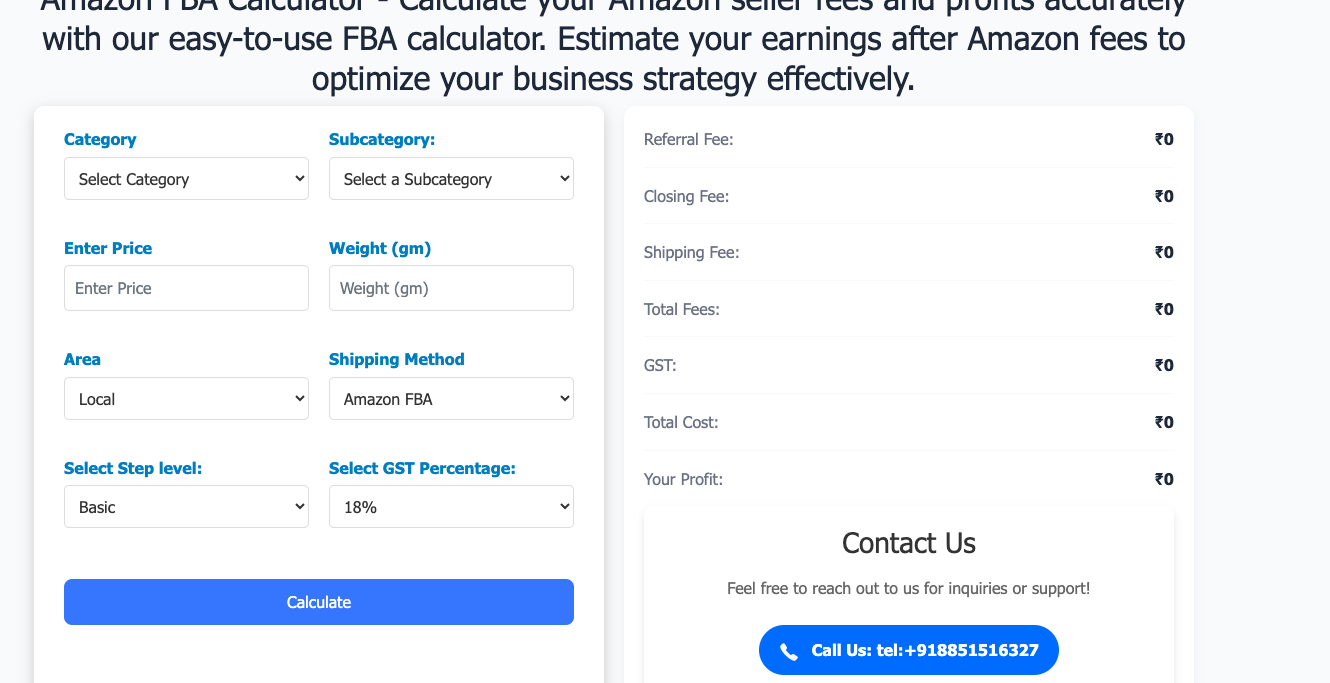 Amazon FBA Calculator - Calculate your Amazon seller fees and profits accurately
with our easy-to-use FBA calculator. Estimate your earnings after Amazon fees to
optimize your business strategy effectively.
Category
Subcategory:
Select Category
Select a Subcategory
Enter Price
Weight (gm)
Enter Price
Weight (gm)
Area
Shipping Method
Local
Amazon FBA
Select Step level:
Select GST Percentage:
Basic
18%
Calculate
Referral Fee: ₹0
Closing Fee: ₹0
Shipping Fee: ₹0
Total Fees: ₹0
GST: ₹0
Total Cost: ₹0
Your Profit: ₹0
Contact Us
Feel free to reach out to us for inquiries or support!
Call Us: tel:+918851516327